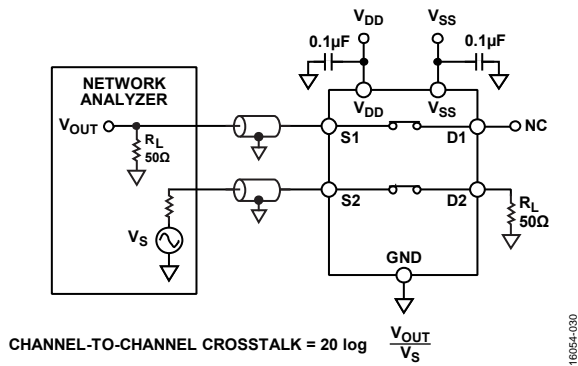 VDD
VSS
0.1µF
0.1µF
NETWORK
ANALYZER
VDD
VSS
VOUT
RL
50Ω
S1
D1
NC
S2
D2
RL
50Ω
VS
GND
CHANNEL-TO-CHANNEL CROSSTALK = 20 log VOUT
VS
16054-030